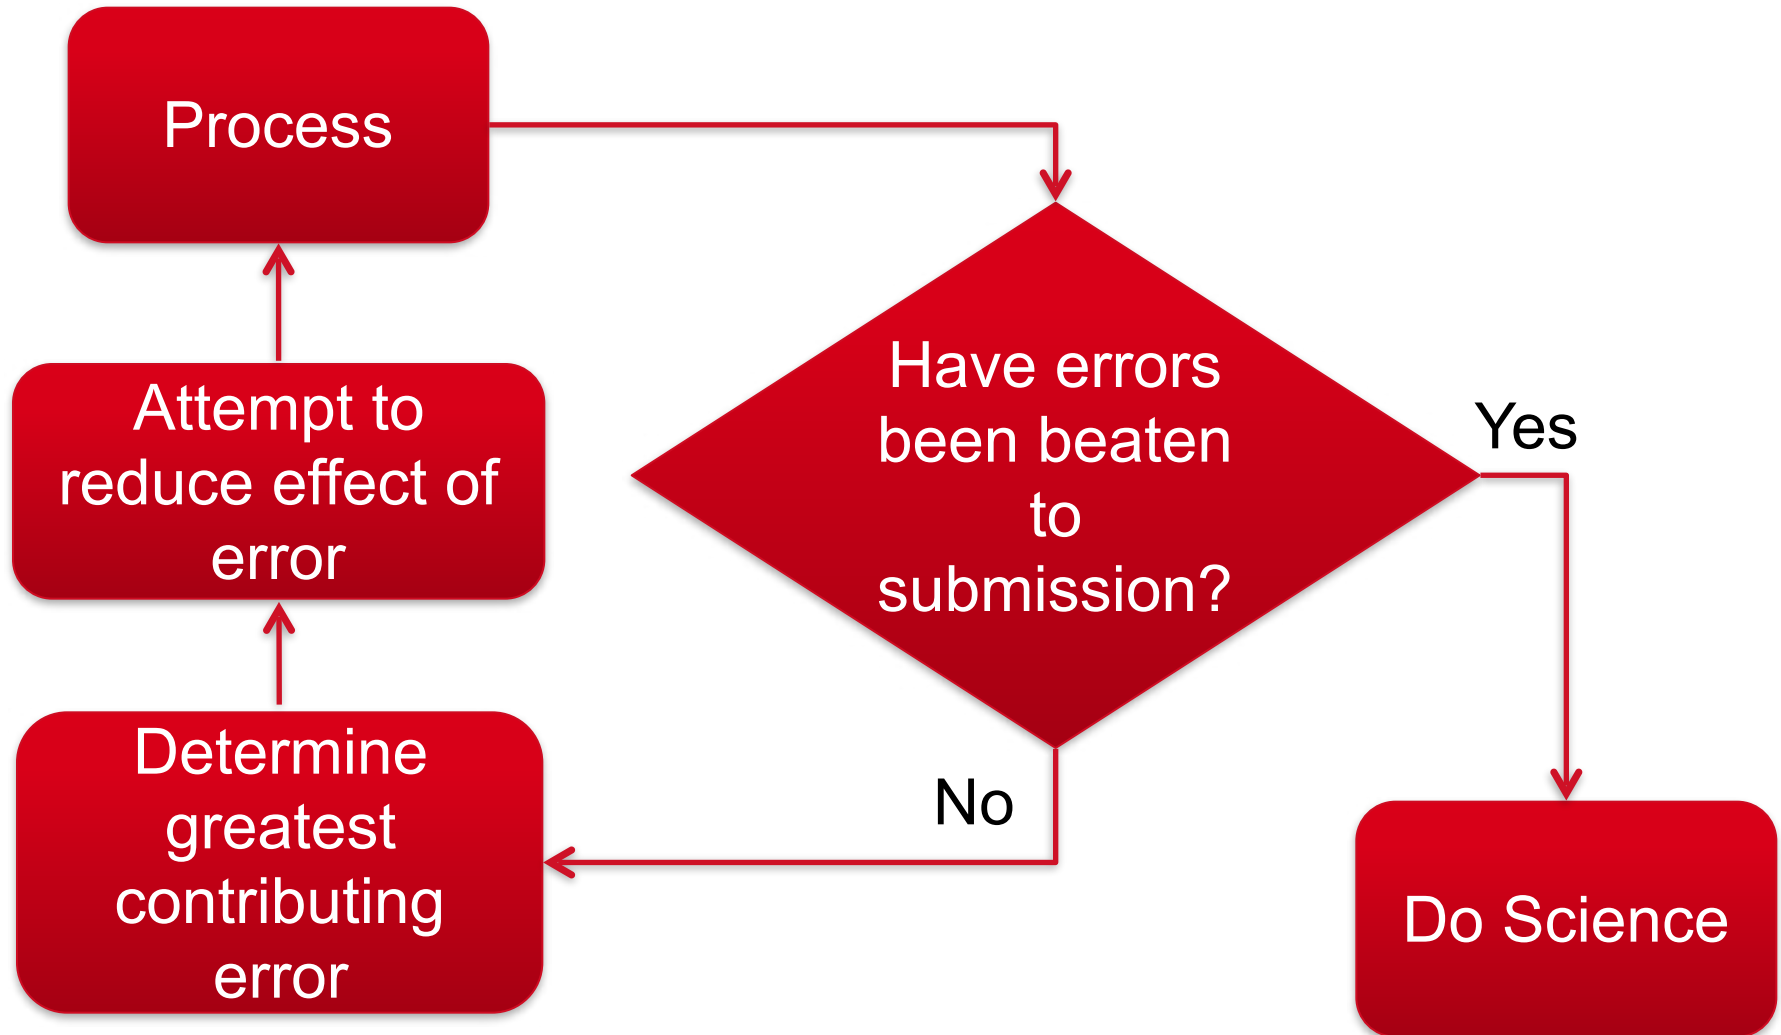 Process
Have errors
been beaten
to
submission?
Yes
No
Attempt to
reduce effect of
error
Determine
greatest
contributing
error
Do Science